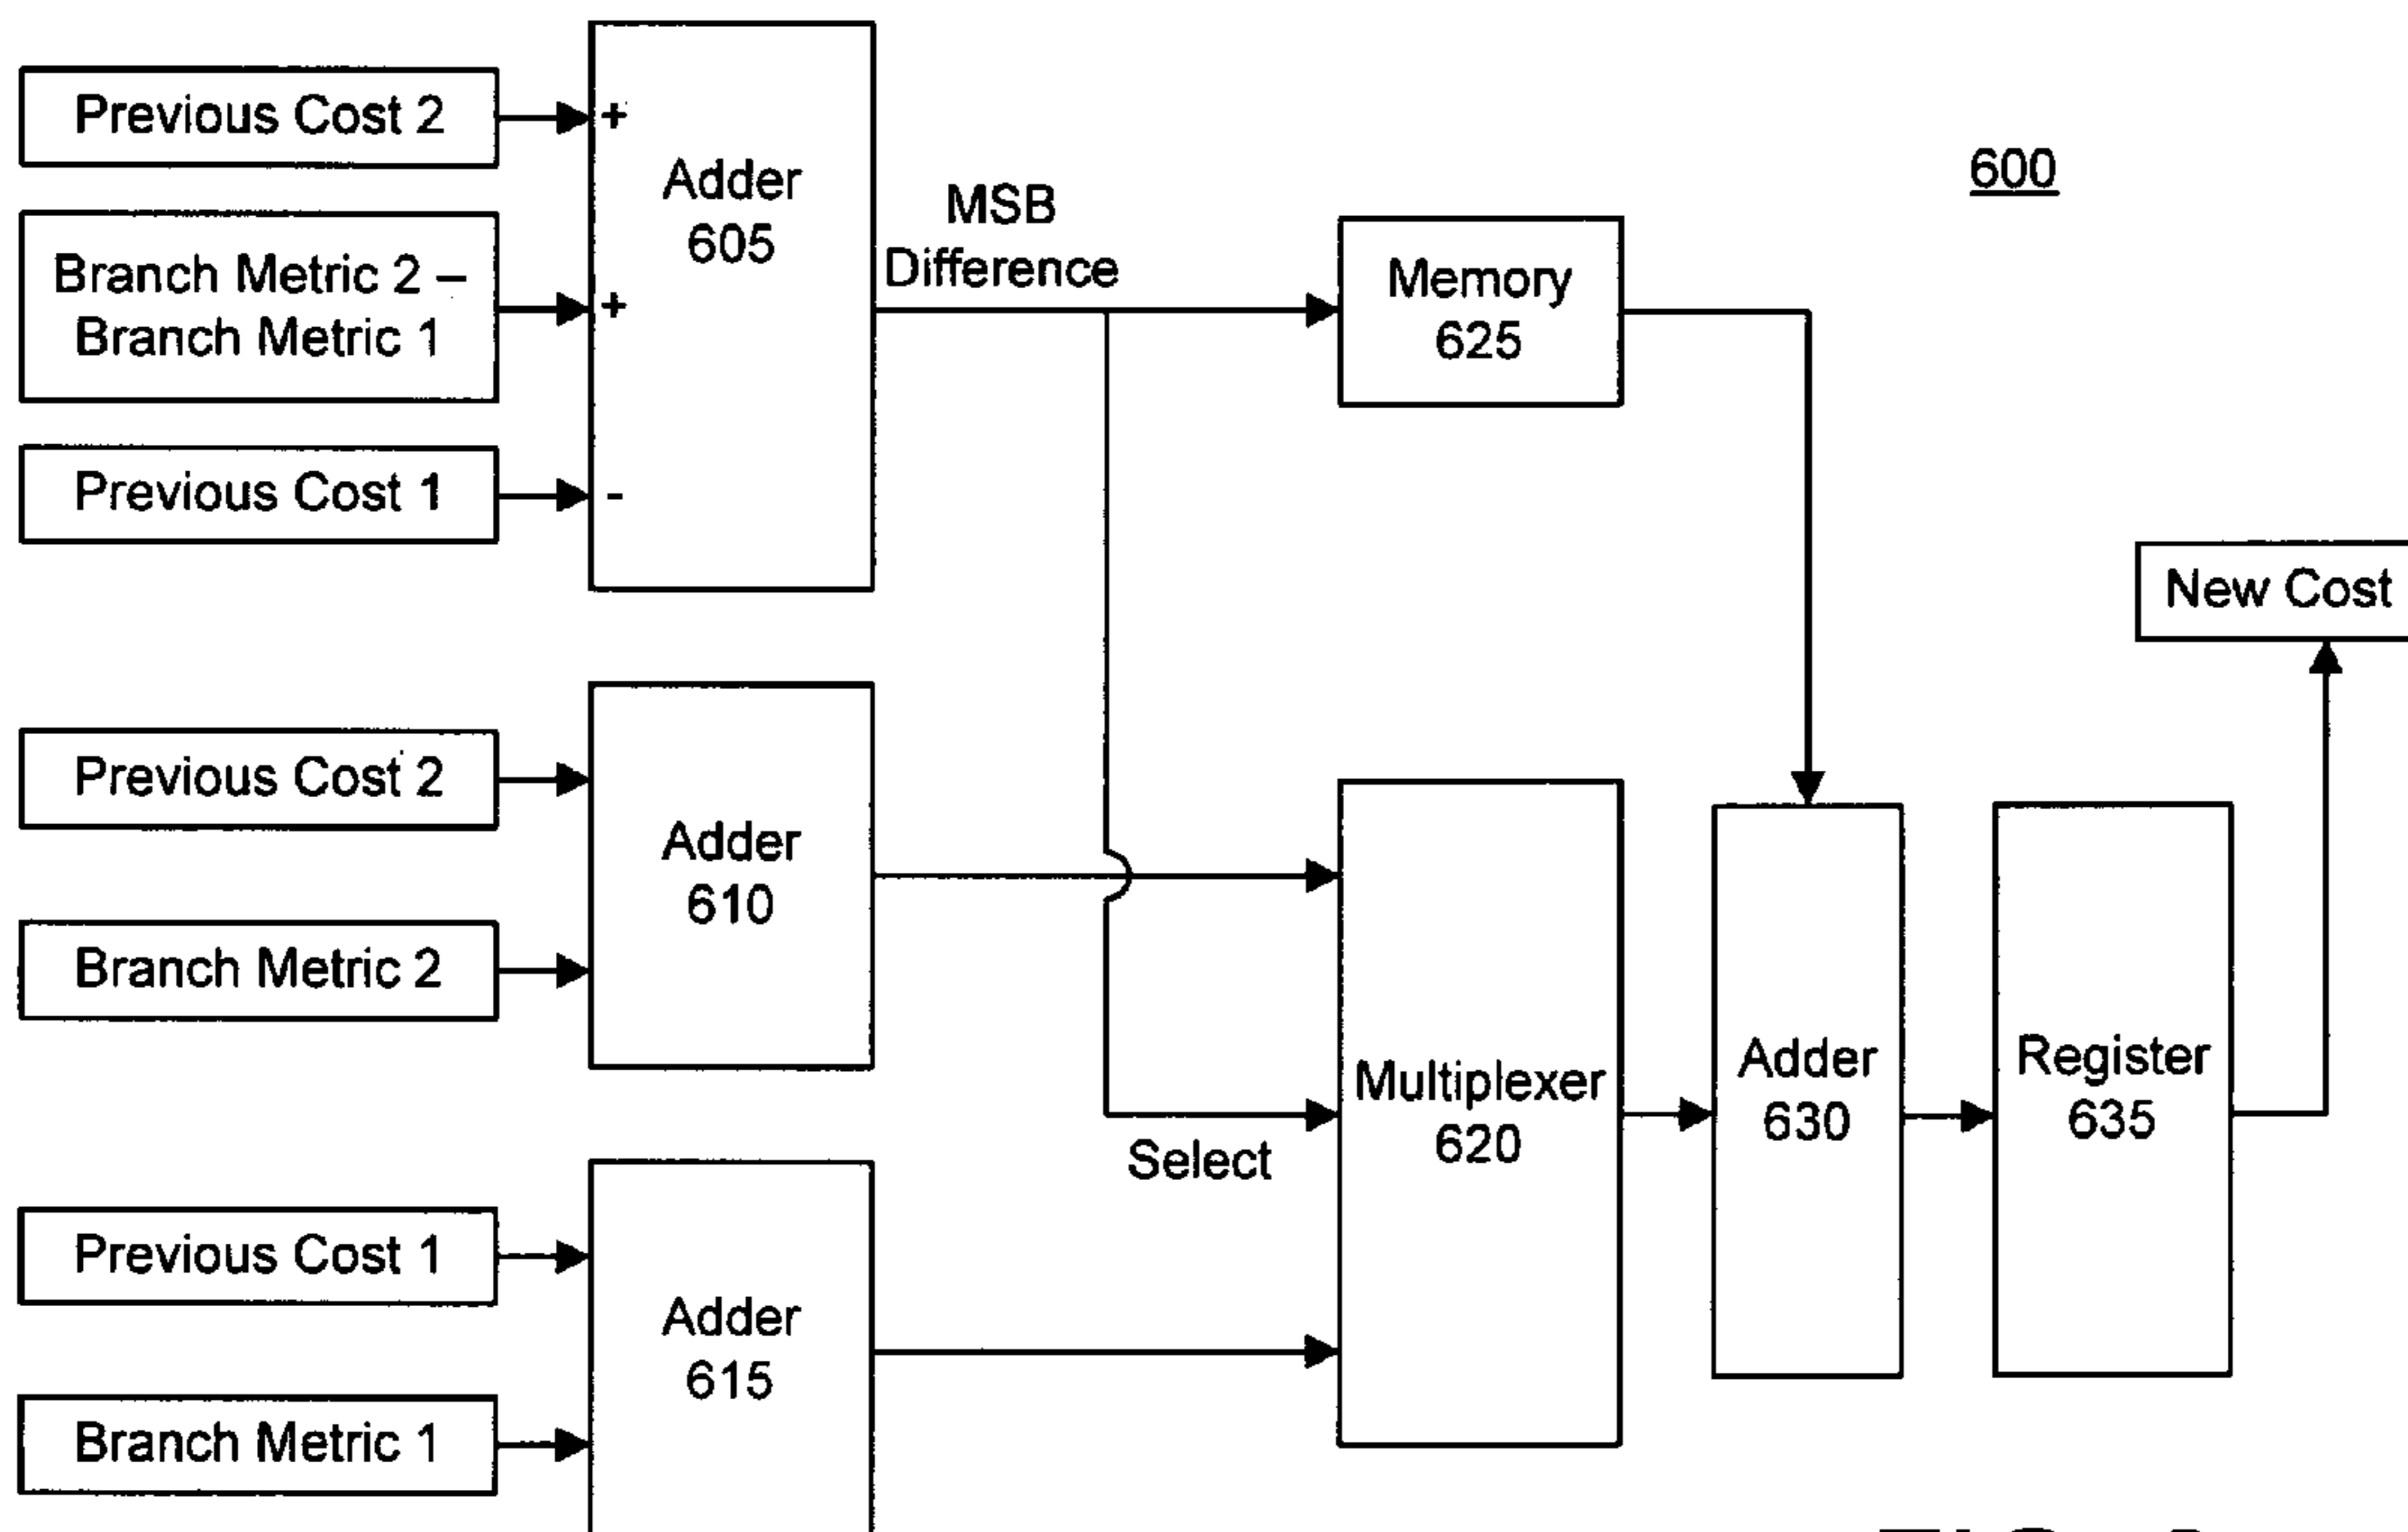 Previous Cost 2
+
Adder
605
MSB
Difference
600
Branch Metric 2 –
Branch Metric 1
+
Memory
625
Previous Cost 1
-
New Cost
Previous Cost 2
Adder
610
Branch Metric 2
Multiplexer
620
Adder
630
Register
635
Select
Previous Cost 1
Adder
615
Branch Metric 1